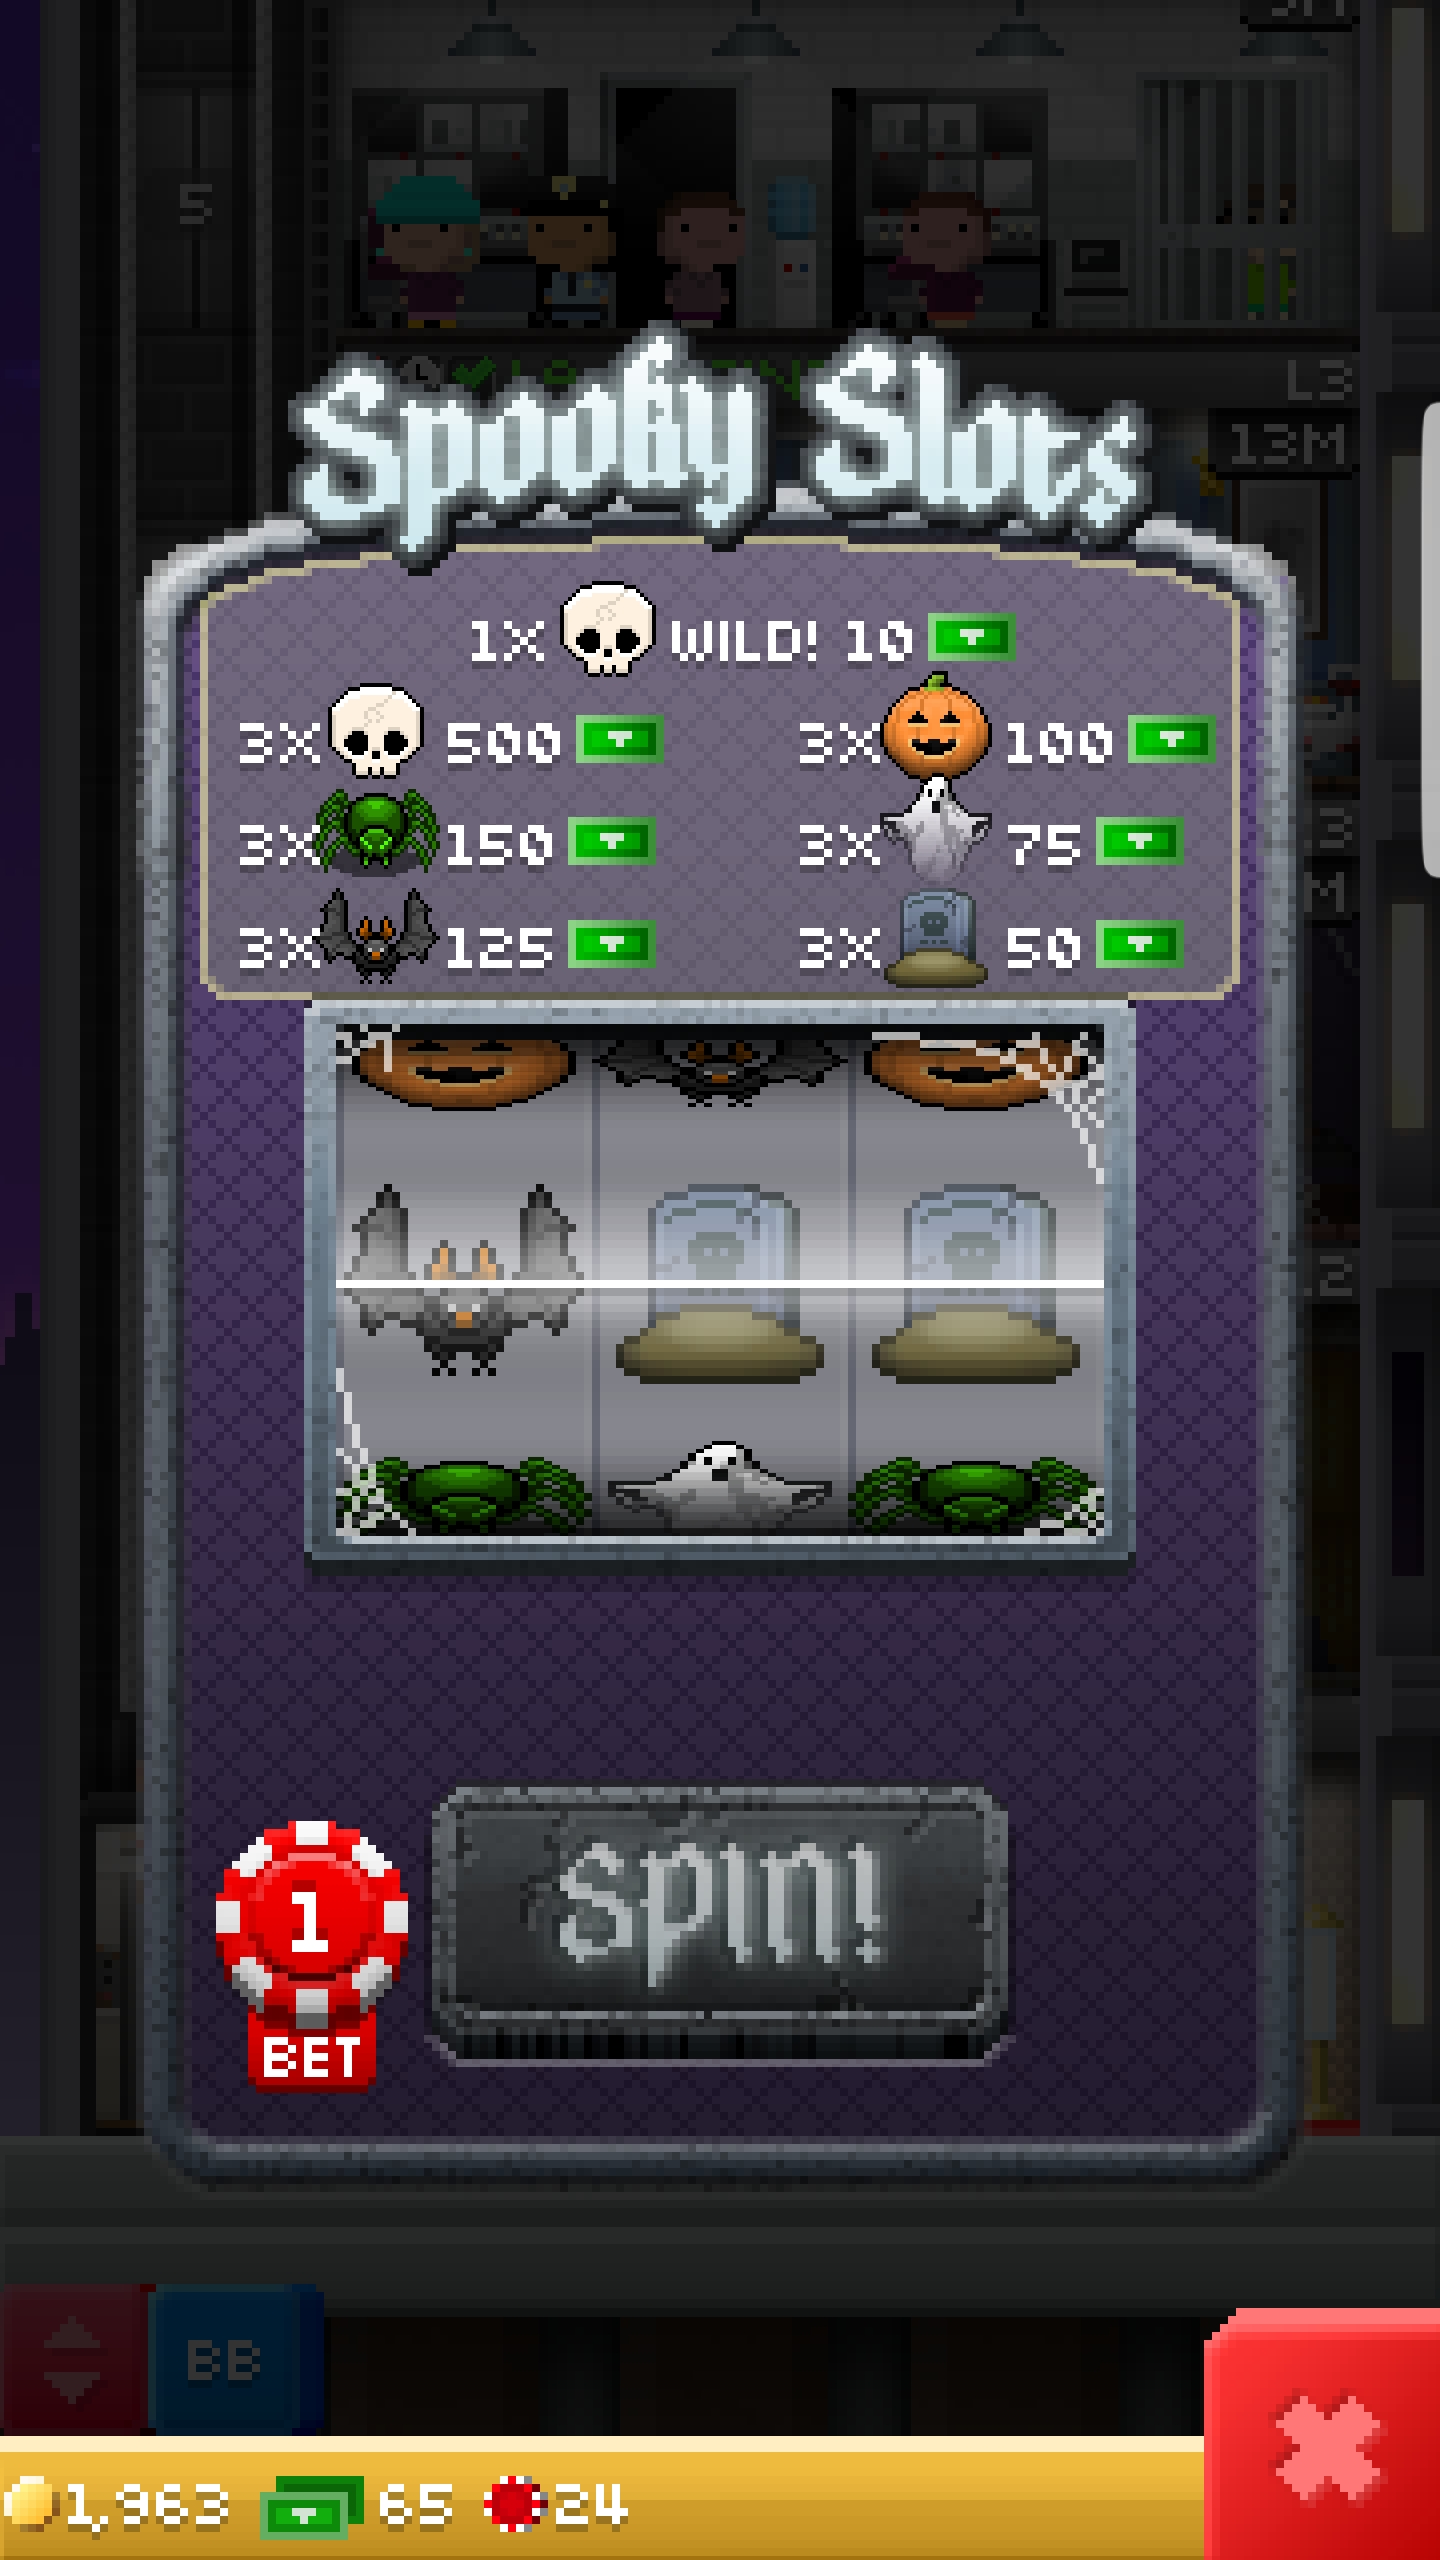 5
L3
13M
Spooky Slots
1X WILD! 10
3X 500 3X 100
3X 150 3X 75
3X 125 3X 50
1
BET
SPIN!
BB
1,963 65 24